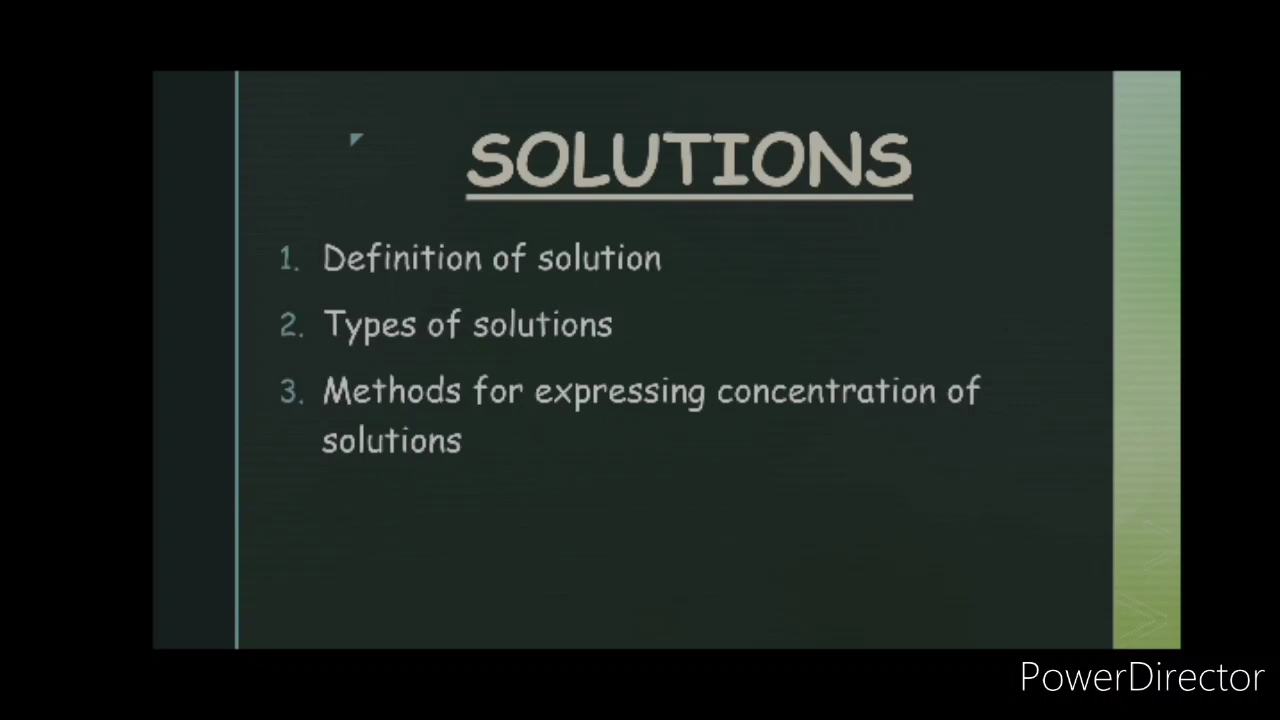 SOLUTIONS
1. Definition of solution
2. Types of solutions
3. Methods for expressing concentration of
solutions
PowerDirector